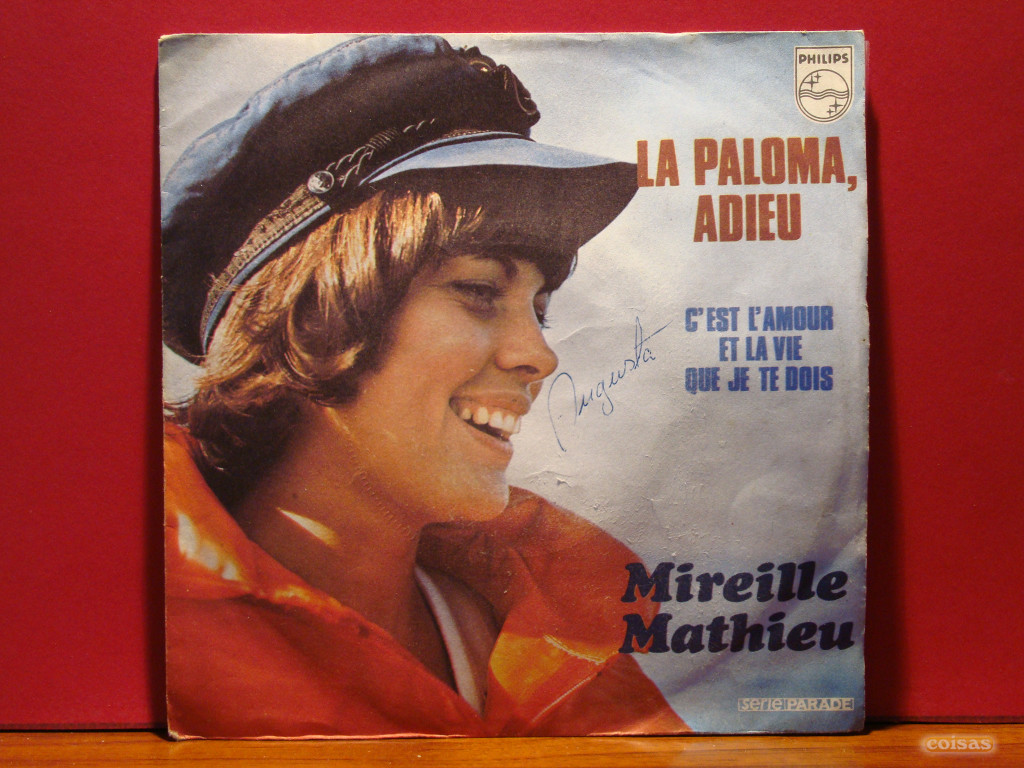 PHILIPS
LA PALOMA,
ADIEU
C'EST L'AMOUR
ET LA VIE
QUE JE TE DOIS
Augusta
Mireille
Mathieu
serie PARADE
coisas